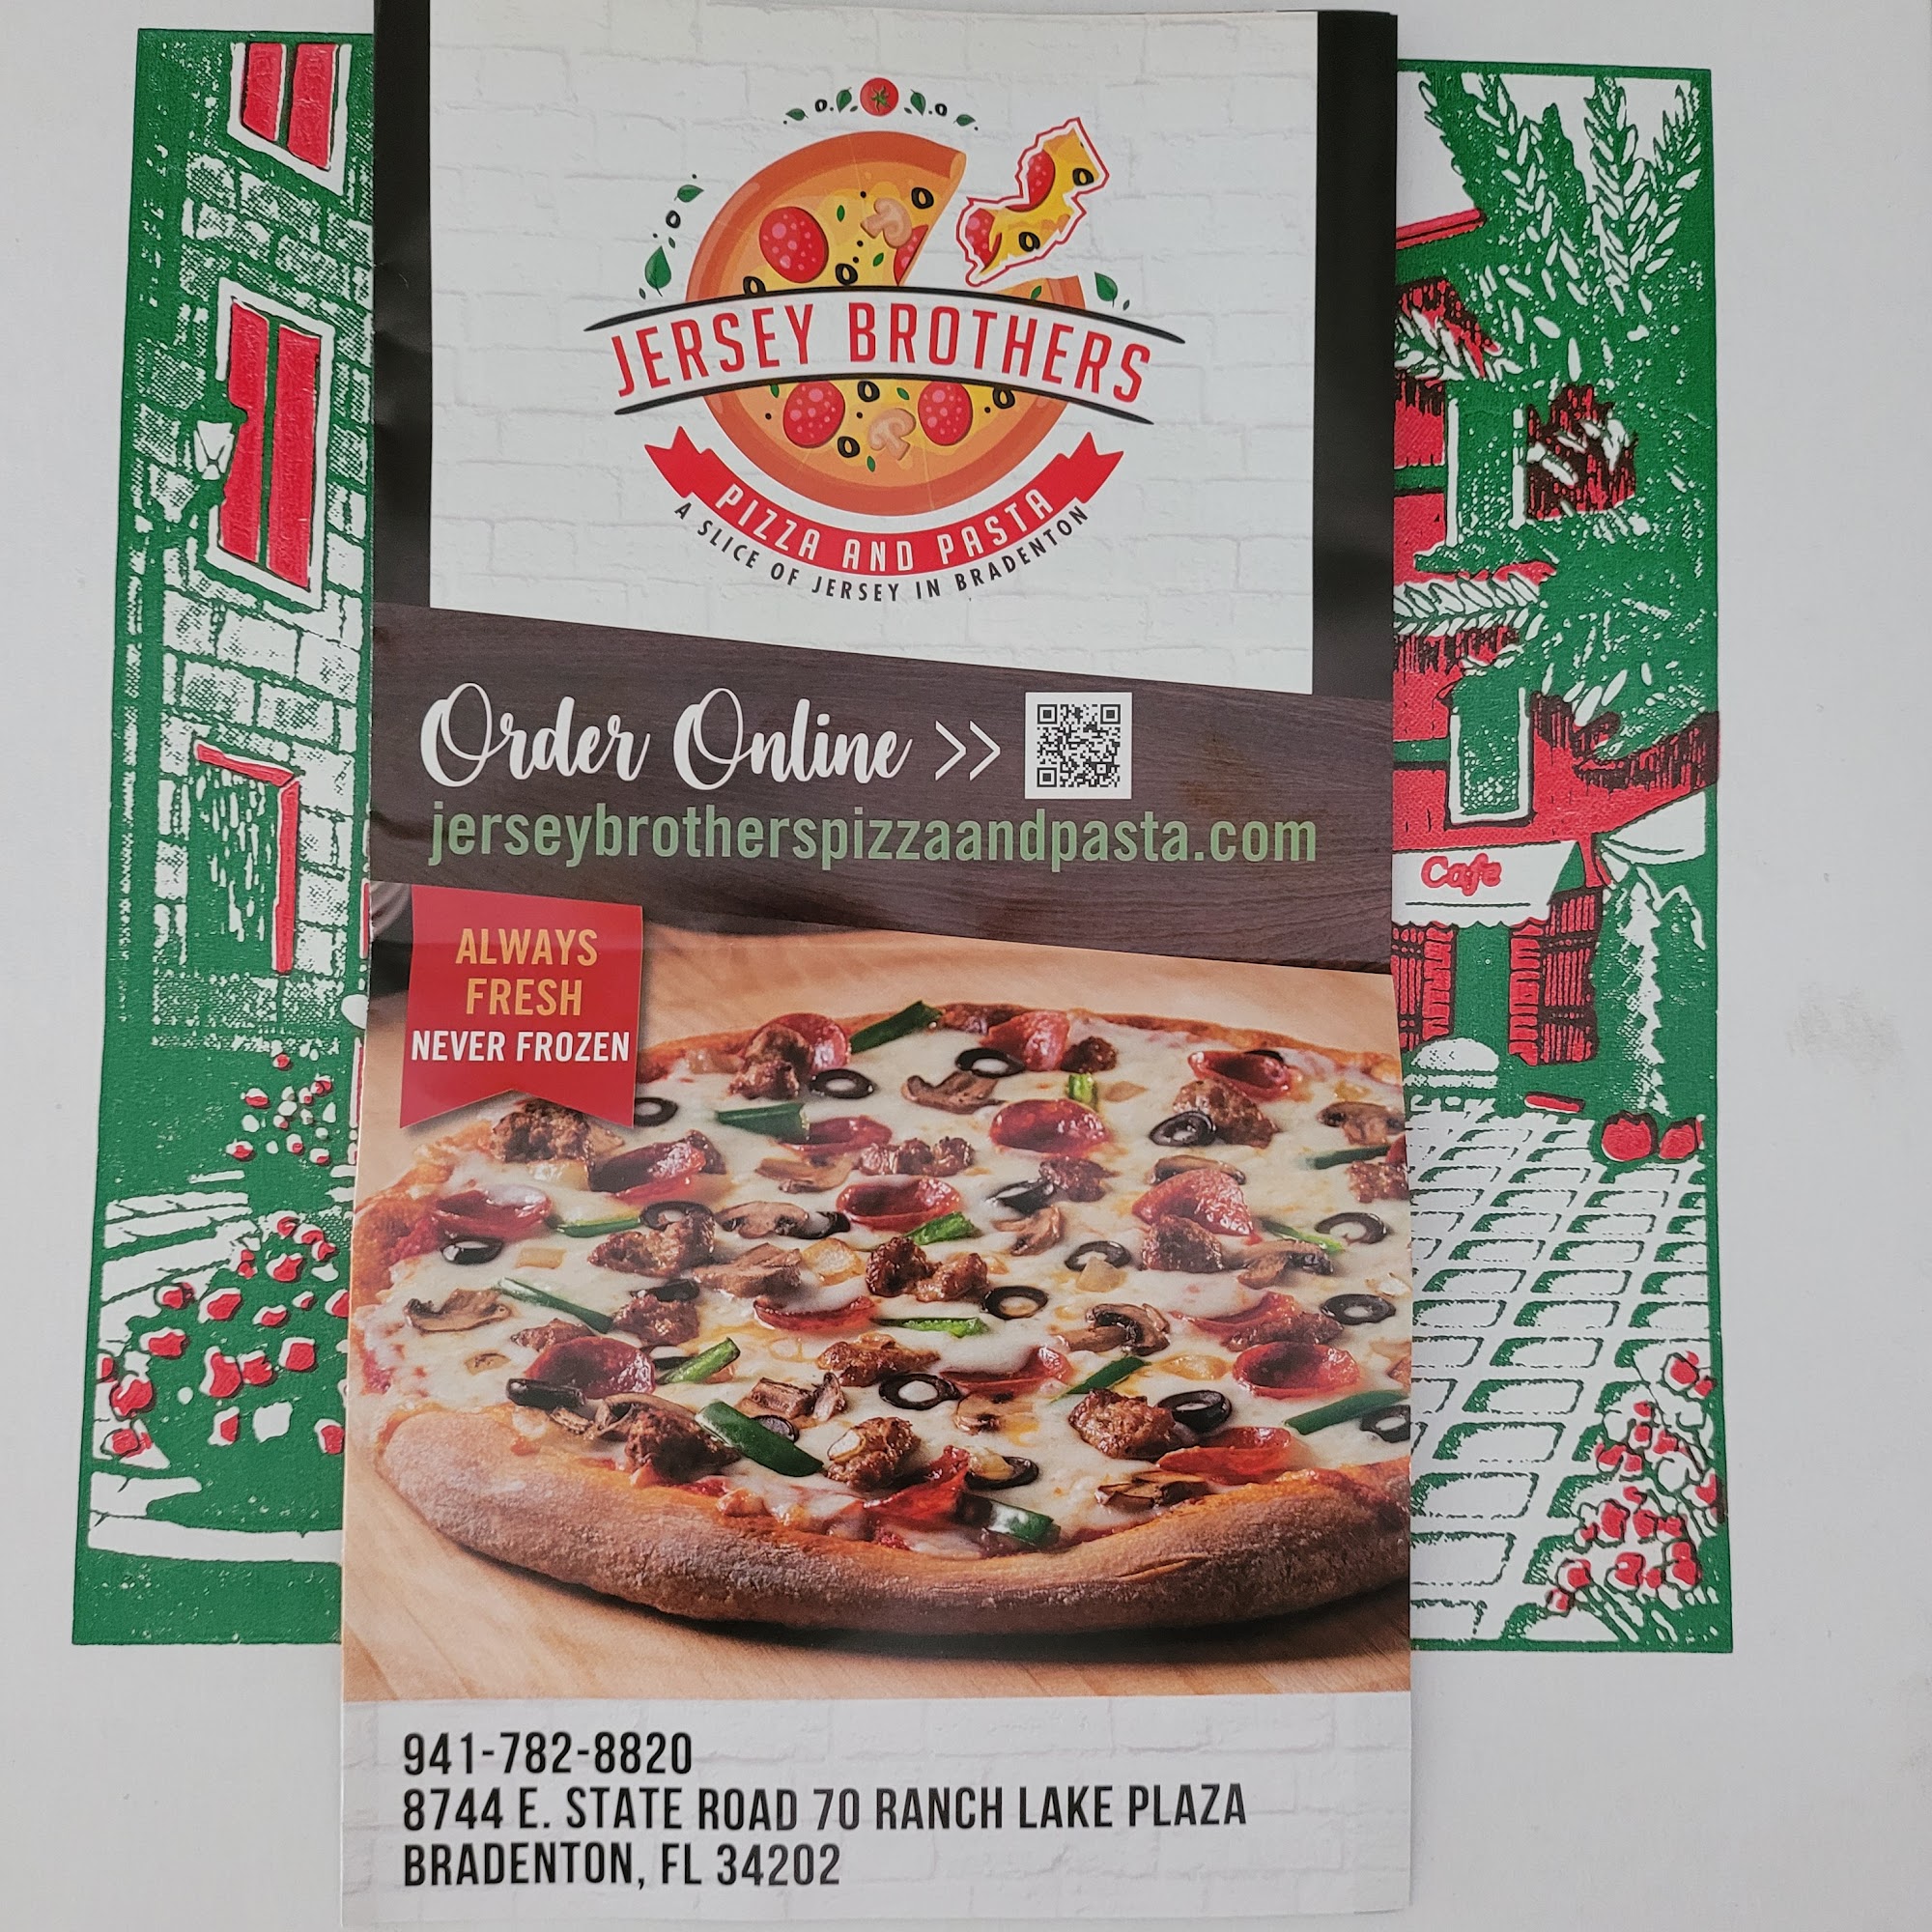 JERSEY BROTHERS
PIZZA AND PASTA
A SLICE OF JERSEY IN BRADENTON
Order Online >>
jerseybrotherspizzaandpasta.com
ALWAYS
FRESH
NEVER FROZEN
Cafe
941-782-8820
8744 E. STATE ROAD 70 RANCH LAKE PLAZA
BRADENTON, FL 34202